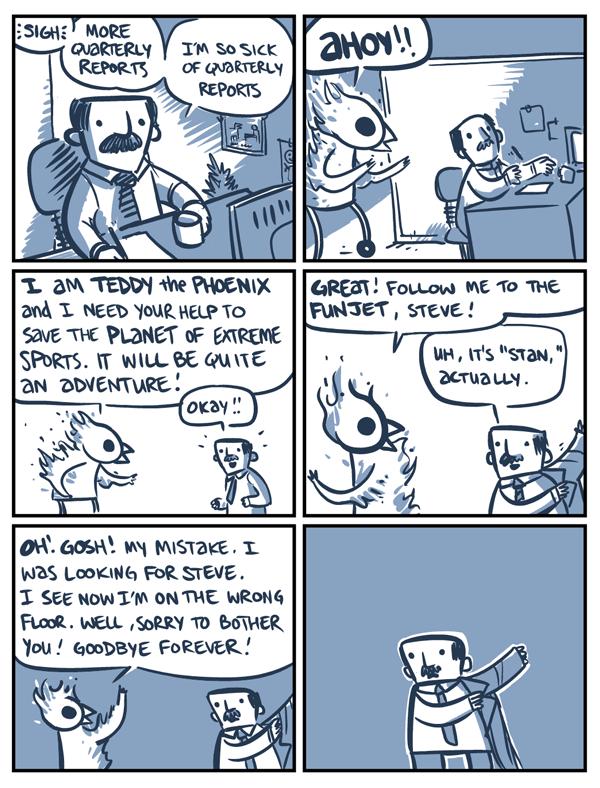 SIGH
MORE
QUARTERLY
REPORTS
I'M SO SICK
OF QUARTERLY
REPORTS
AHOY!!
I AM TEDDY the PHOENIX
and I NEED YOUR HELP TO
SAVE THE PLANET OF EXTREME
SPORTS. IT WILL BE QUITE
AN ADVENTURE!
OKAY!!
GREAT! FOLLOW ME TO THE
FUNJET, STEVE!
UH, IT'S "STAN,"
ACTUALLY.
OH! GOSH! MY MISTAKE. I
WAS LOOKING FOR STEVE.
I SEE NOW I'M ON THE WRONG
FLOOR. WELL, SORRY TO BOTHER
YOU! GOODBYE FOREVER!